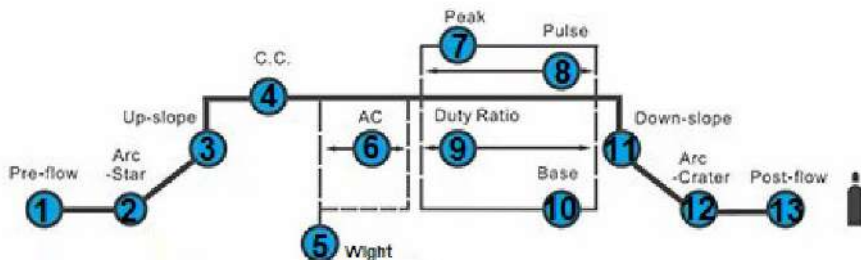 Peak
7
Pulse
8
C.C.
4
Up-slope
3
AC
6
Duty Ratio
9
Down-slope
11
Pre-flow
1
Arc
-Star
2
Base
10
Arc
-Crater
12
Post-flow
13
5
Wight